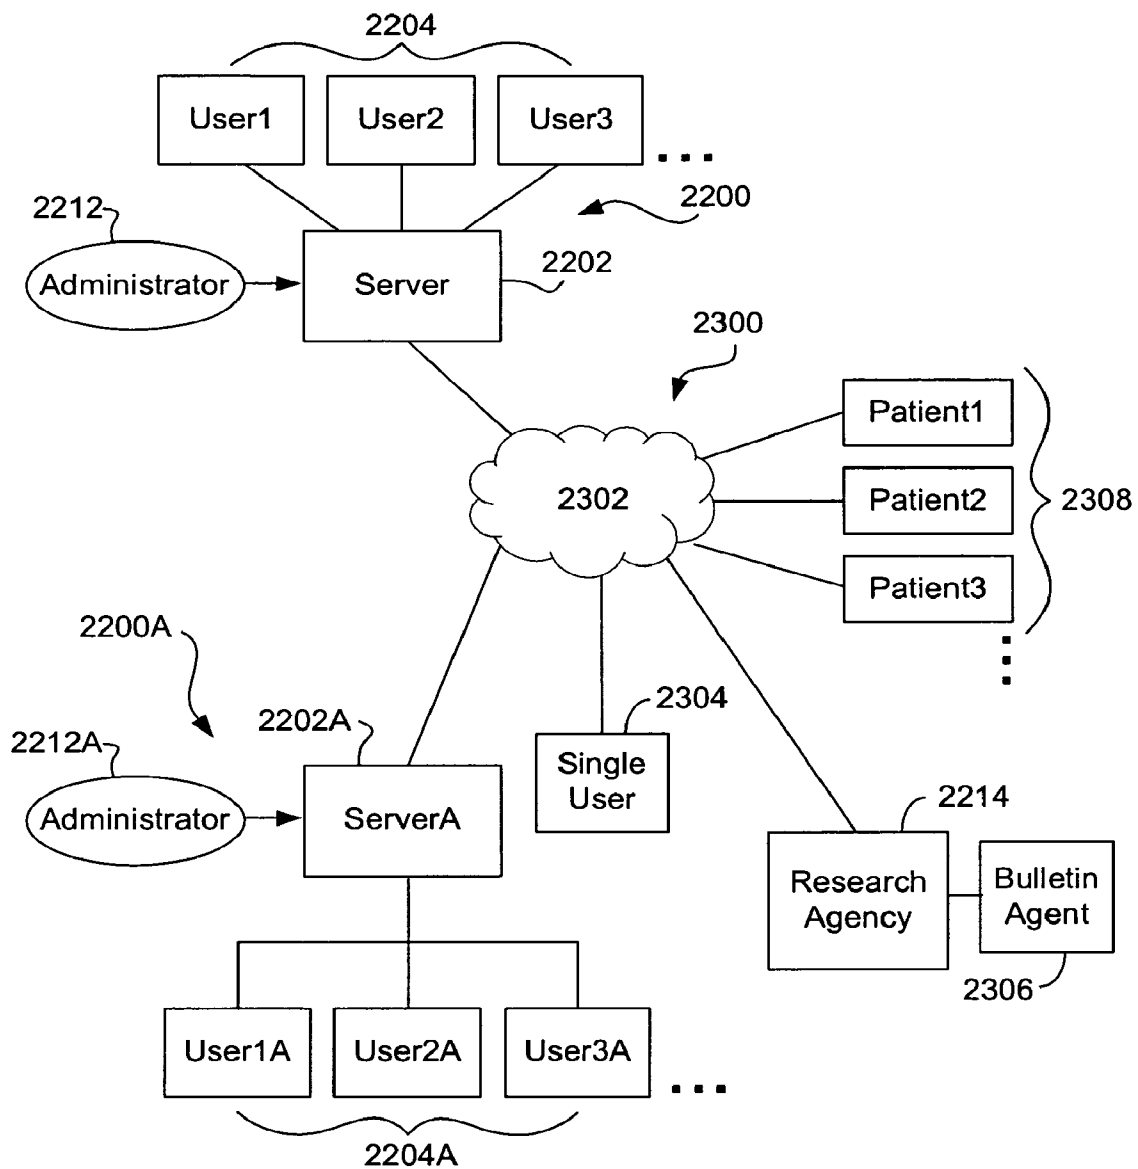 2204
User1
User2
User3
2200
2212
Administrator
Server
2202
2300
Patient1
2302
Patient2
2308
Patient3
2200A
2304
2202A
2212A
Single
User
Administrator
ServerA
2214
Research
Agency
Bulletin
Agent
2306
User1A
User2A
User3A
2204A